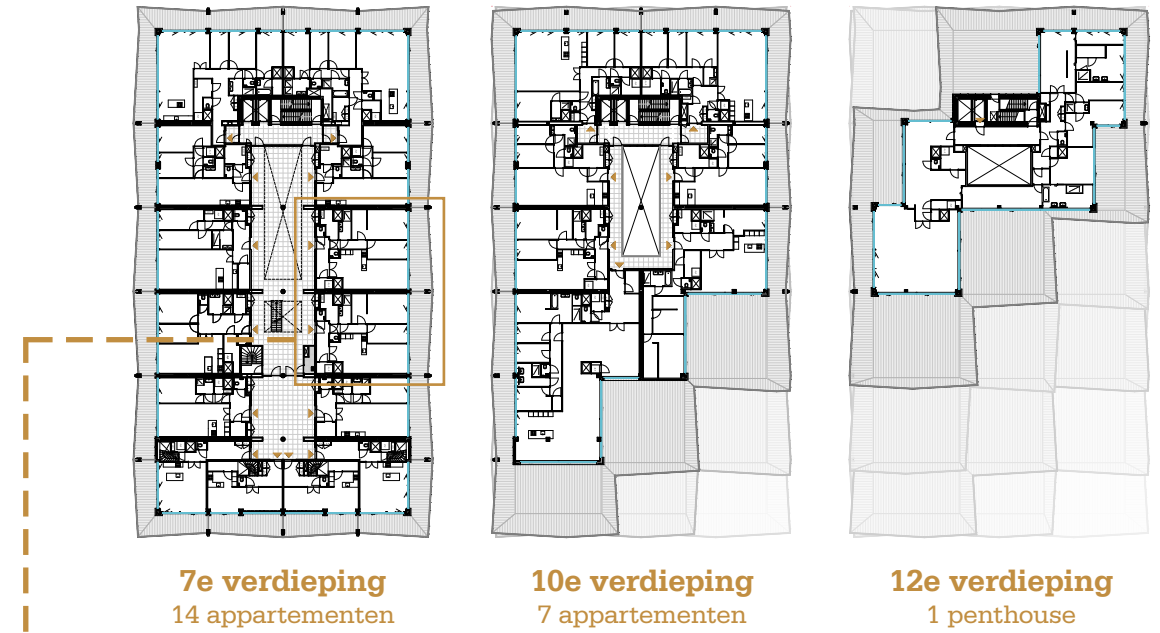 7e verdieping
14 appartementen
10e verdieping
7 appartementen
12e verdieping
1 penthouse